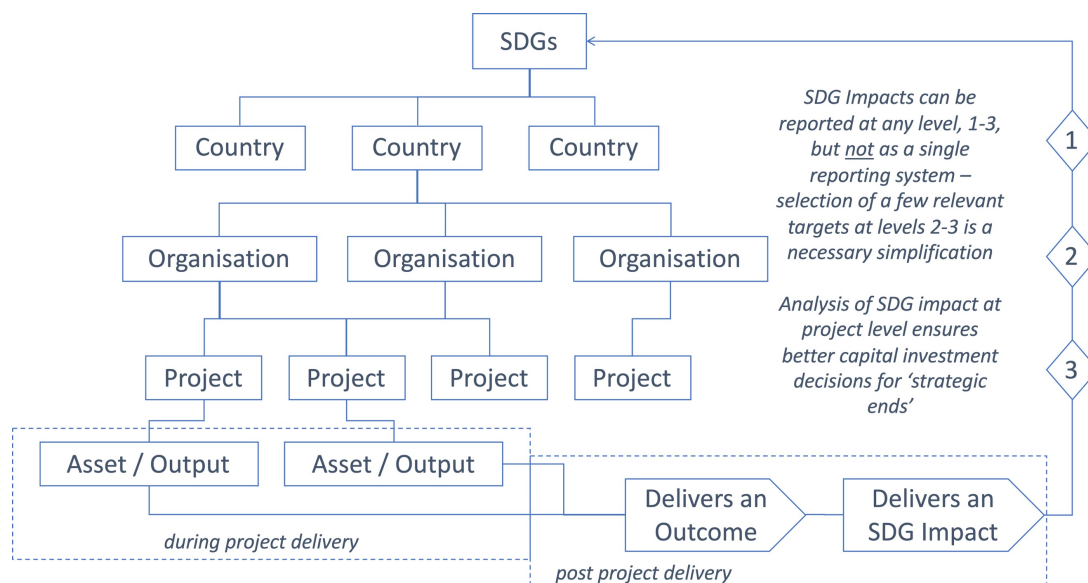 SDGs
SDG Impacts can be
reported at any level, 1-3,
but not as a single
reporting system –
selection of a few relevant
targets at levels 2-3 is a
necessary simplification
1
Country
Country
Country
Organisation
Organisation
Organisation
2
Analysis of SDG impact at
project level ensures
better capital investment
decisions for ‘strategic
ends’
3
Project
Project
Project
Project
Asset / Output
Asset / Output
during project delivery
Delivers an
Outcome
Delivers an
SDG Impact
post project delivery